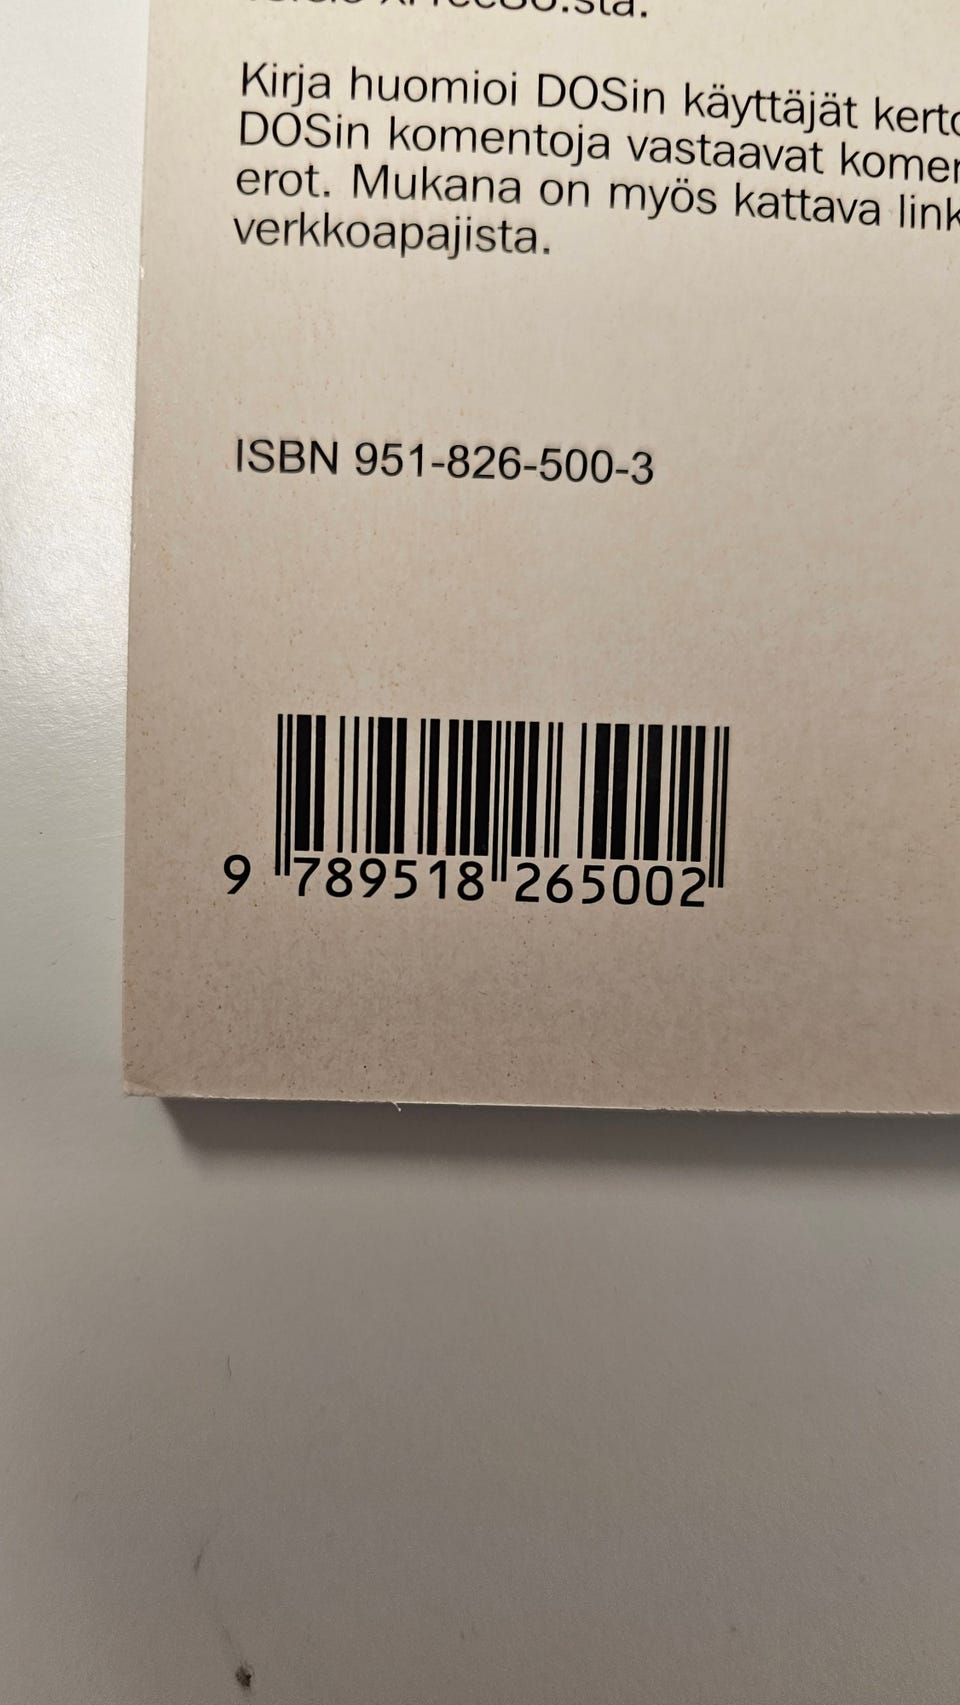 Kirja huomioi DOSin käyttäjät
DOSin komentoja vastaavat
erot. Mukana on myös kattava
verkkoapajista.
ISBN 951-826-500-3
9 789518 265002